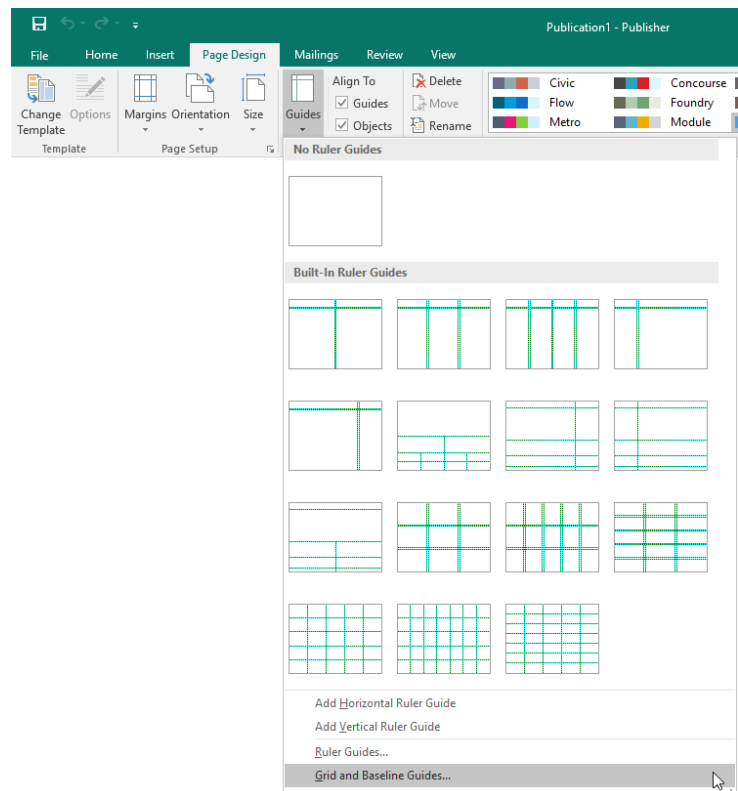 Publication1 - Publisher
File Home Insert Page Design Mailings Review View
Change Template Options Margins Orientation Size Guides
Align To
Guides
Objects
Delete
Move
Rename
Civic Concourse
Flow Foundry
Metro Module
Template Page Setup
No Ruler Guides
Built-In Ruler Guides
Add Horizontal Ruler Guide
Add Vertical Ruler Guide
Ruler Guides...
Grid and Baseline Guides...